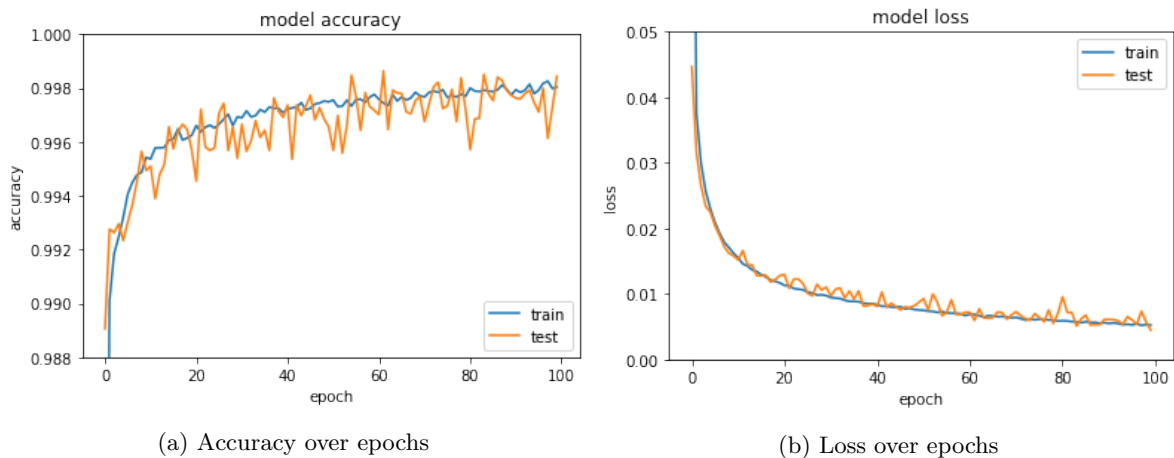 model accuracy
1.000
0.998
0.996
0.994
0.992
0.990
0.988
accuracy
0 20 40 60 80 100
epoch
train
test
(a) Accuracy over epochs
model loss
0.05
0.04
0.03
0.02
0.01
0.00
loss
0 20 40 60 80 100
epoch
train
test
(b) Loss over epochs